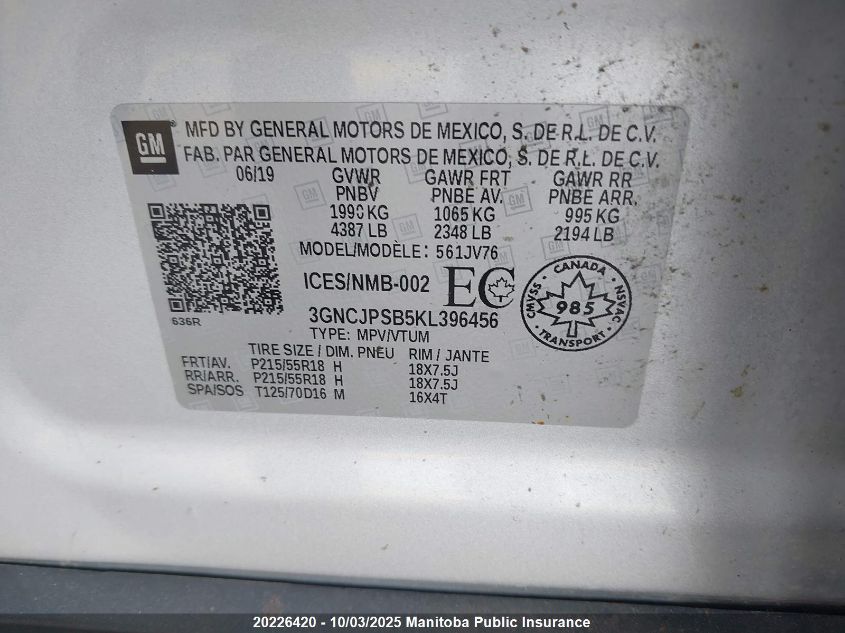 GM
MFD BY GENERAL MOTORS DE MEXICO, S. DE R.L. DE C.V.
FAB. PAR GENERAL MOTORS DE MEXICO, S. DE R.L. DE C.V.
06/19 GVWR GAWR FRT GAWR RR
PNBV PNBE AV. PNBE ARR.
1990 KG 1065 KG 995 KG
4387 LB 2348 LB 2194 LB
MODEL/MODÈLE: 561JV76
ICES/NMB-002 EC
CANADA
CMVSS 985 NSVAC
TRANSPORT
636R
3GNCJPSB5KL396456
TYPE: MPV/VTUM
TIRE SIZE / DIM. PNEU RIM / JANTE
FRT/AV. P215/55R18 H 18X7.5J
RR/ARR. P215/55R18 H 18X7.5J
SPA/SOS T125/70D16 M 16X4T
20226420 - 10/03/2025 Manitoba Public Insurance